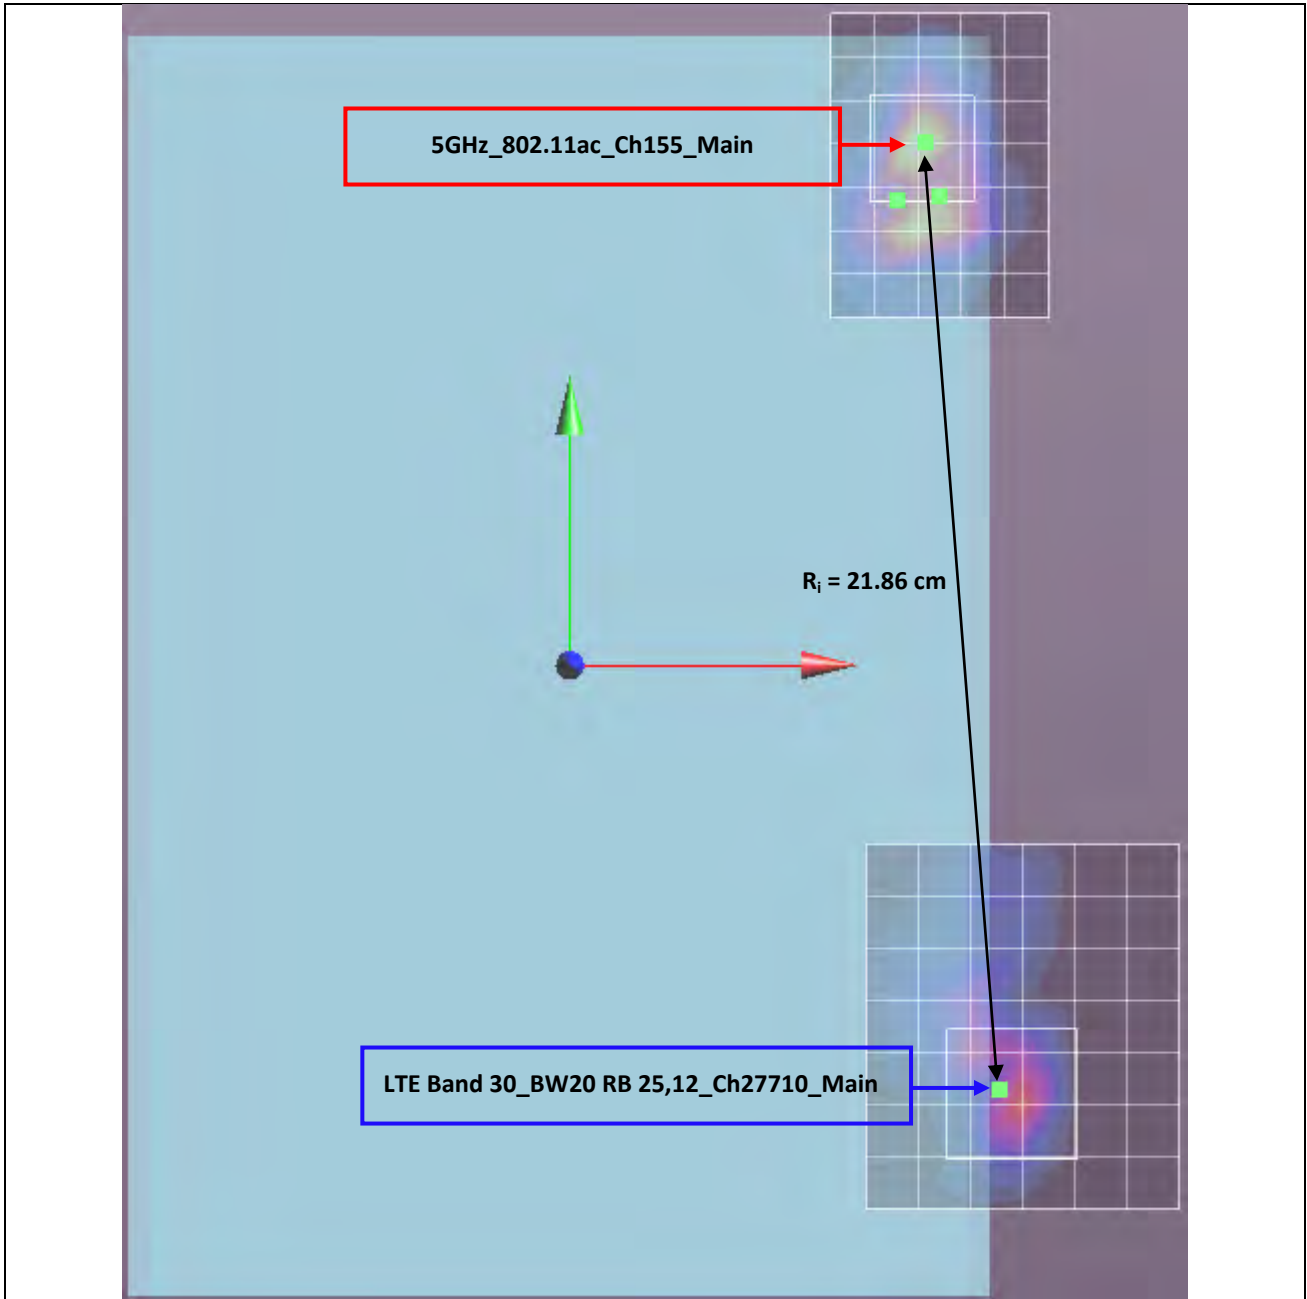 5GHz_802.11ac_Ch155_Main
Rᵢ = 21.86 cm
LTE Band 30_BW20 RB 25,12_Ch27710_Main